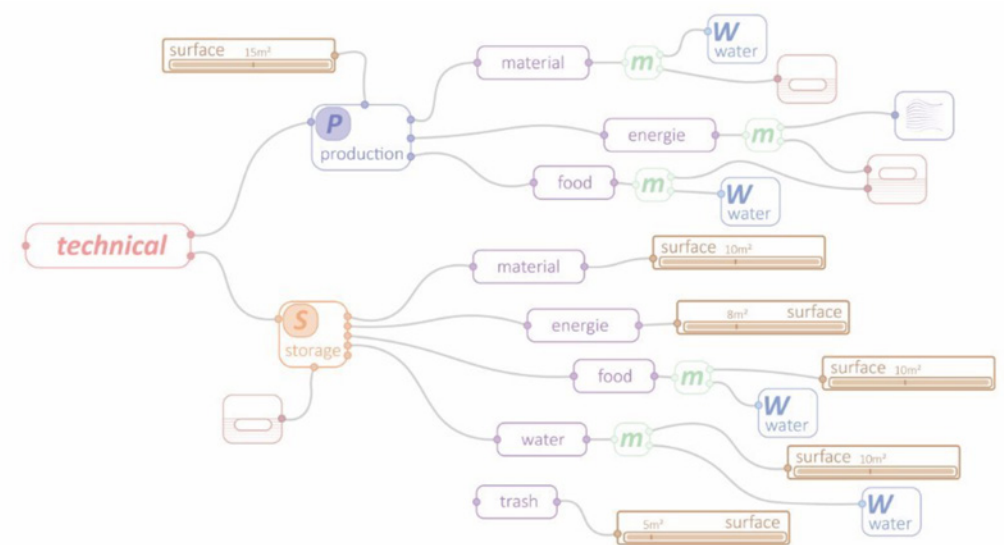 surface 15m²
P
production
technical
material
m
W
water
energie
m
food
m
W
water
S
storage
material
surface 10m²
energie
8m² surface
food
m
surface 10m²
W
water
water
m
surface 10m²
W
water
trash
5m² surface